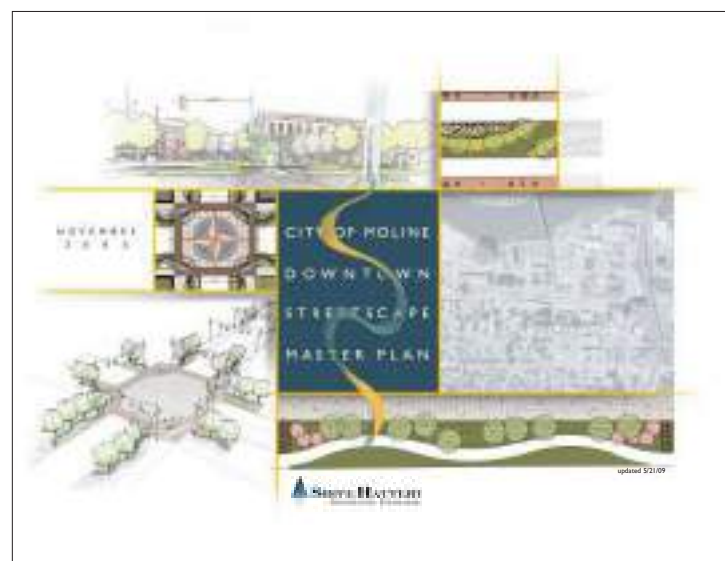 NOVEMBER
CITY OF MOLINE
DOWNTOWN
STREETSCAPE
MASTER PLAN
updated 5/21/09